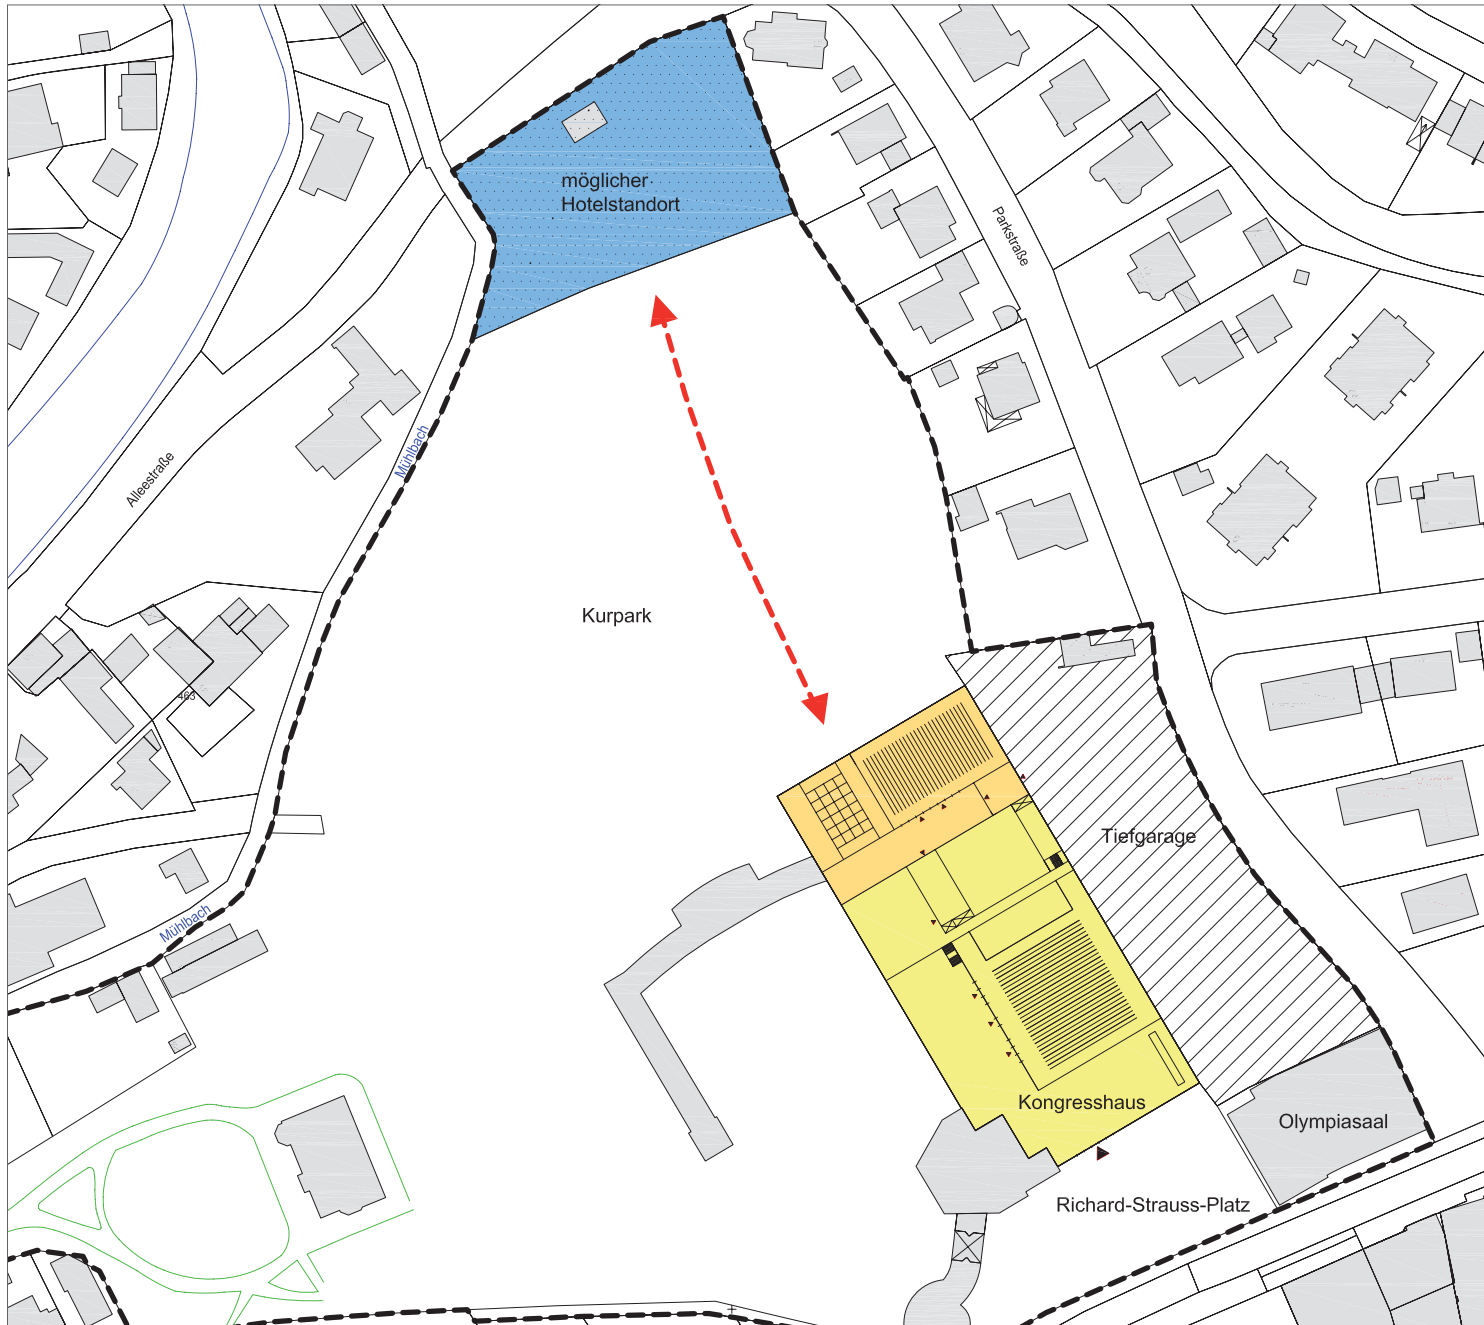 möglicher
Hotelstandort
Parkstraße
Mühlbach
Alleestraße
Kurpark
463
Tiefgarage
Mühlbach
Kongresshaus
Olympiasaal
Richard-Strauss-Platz